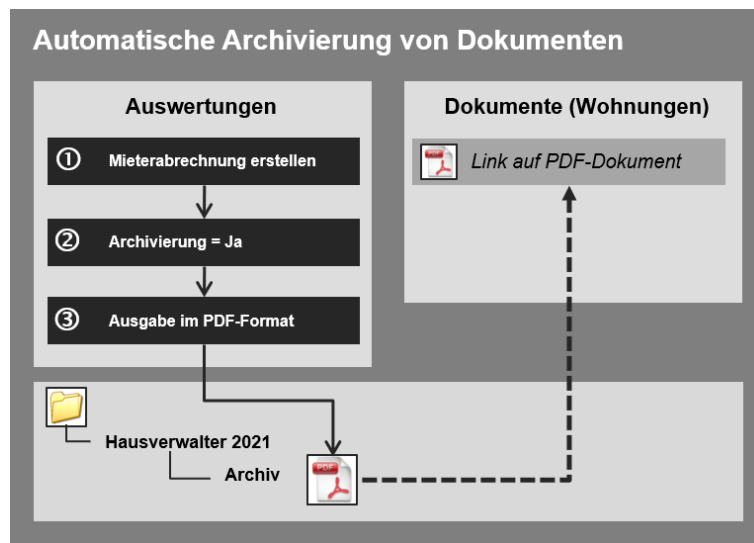 Automatische Archivierung von Dokumenten
Auswertungen
① Mieterabrechnung erstellen
② Archivierung = Ja
③ Ausgabe im PDF-Format
Dokumente (Wohnungen)
PDF
Link auf PDF-Dokument
Hausverwalter 2021
Archiv
PDF